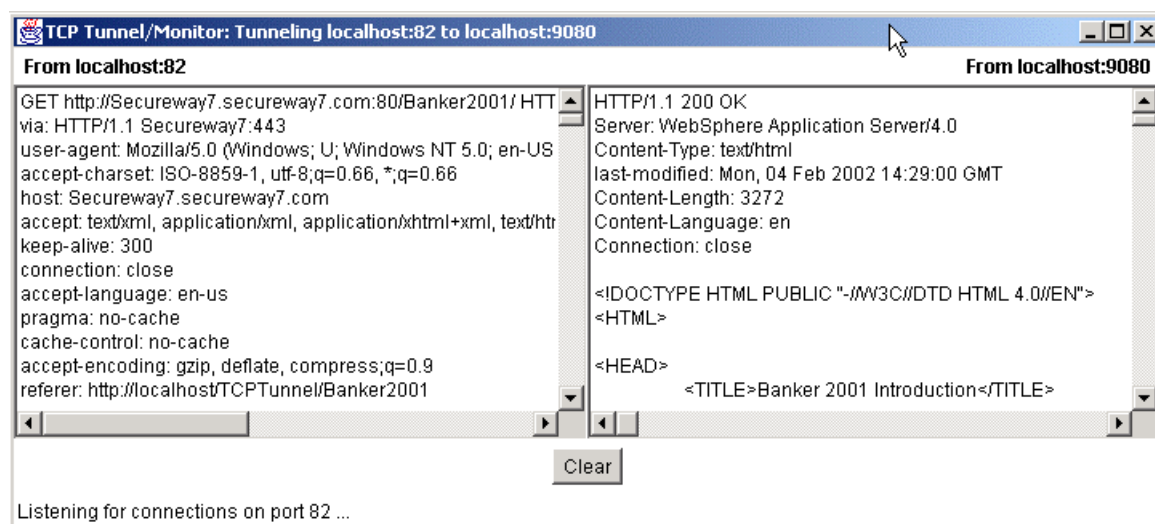 TCP Tunnel/Monitor: Tunneling localhost:82 to localhost:9080
From localhost:82
From localhost:9080
GET http://Secureway7.secureway7.com:80/Banker2001/ HTT
via: HTTP/1.1 Secureway7:443
user-agent: Mozilla/5.0 (Windows; U; Windows NT 5.0; en-US
accept-charset: ISO-8859-1, utf-8;q=0.66, *;q=0.66
host: Secureway7.secureway7.com
accept: text/xml, application/xml, application/xhtml+xml, text/htr
keep-alive: 300
connection: close
accept-language: en-us
pragma: no-cache
cache-control: no-cache
accept-encoding: gzip, deflate, compress;q=0.9
referer: http://localhost/TCPTunnel/Banker2001
HTTP/1.1 200 OK
Server: WebSphere Application Server/4.0
Content-Type: text/html
last-modified: Mon, 04 Feb 2002 14:29:00 GMT
Content-Length: 3272
Content-Language: en
Connection: close
<!DOCTYPE HTML PUBLIC "-//W3C//DTD HTML 4.0//EN">
<HTML>
<HEAD>
<TITLE>Banker 2001 Introduction</TITLE>
Clear
Listening for connections on port 82 ...